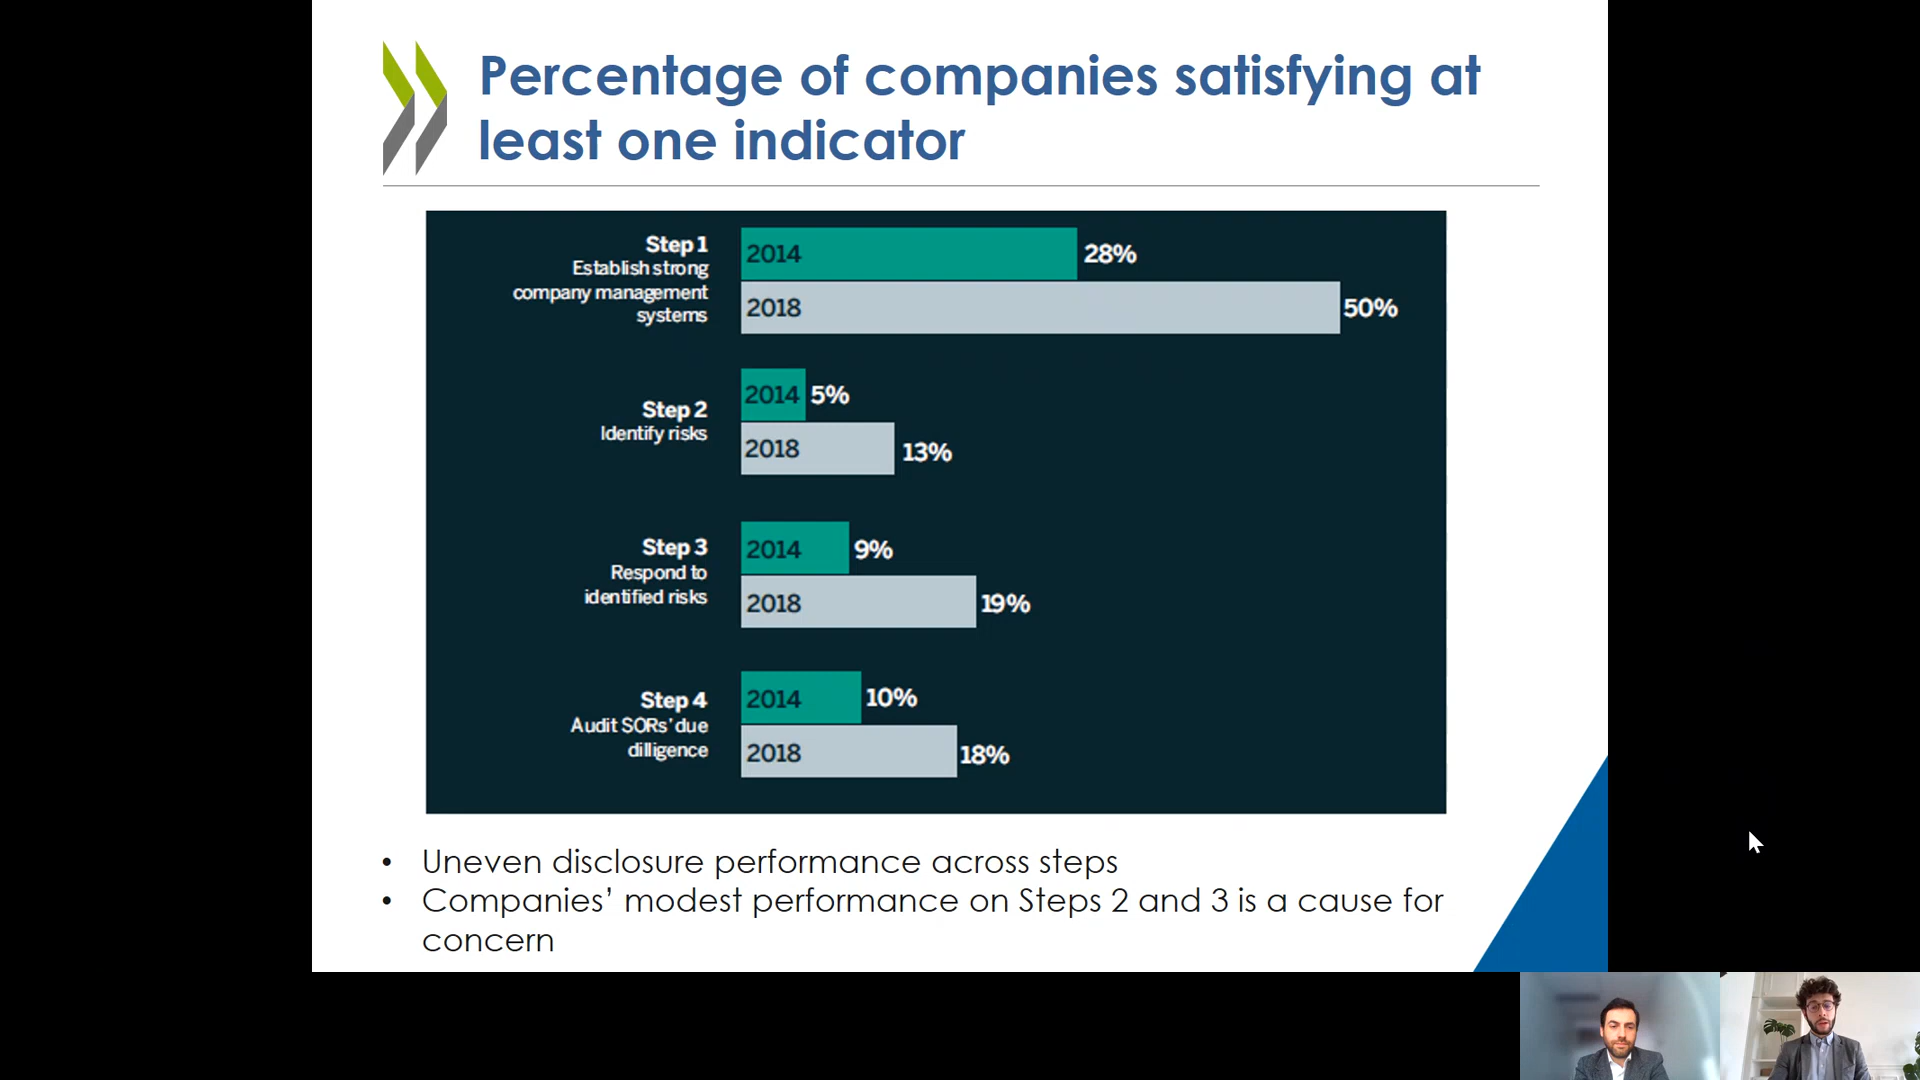 Percentage of companies satisfying at
least one indicator
Step 1
Establish strong
company management
systems
2014
28%
2018
50%
Step 2
Identify risks
2014
5%
2018
13%
Step 3
Respond to
identified risks
2014
9%
2018
19%
Step 4
Audit SORs' due
dilligence
2014
10%
2018
18%
• Uneven disclosure performance across steps
• Companies' modest performance on Steps 2 and 3 is a cause for
concern